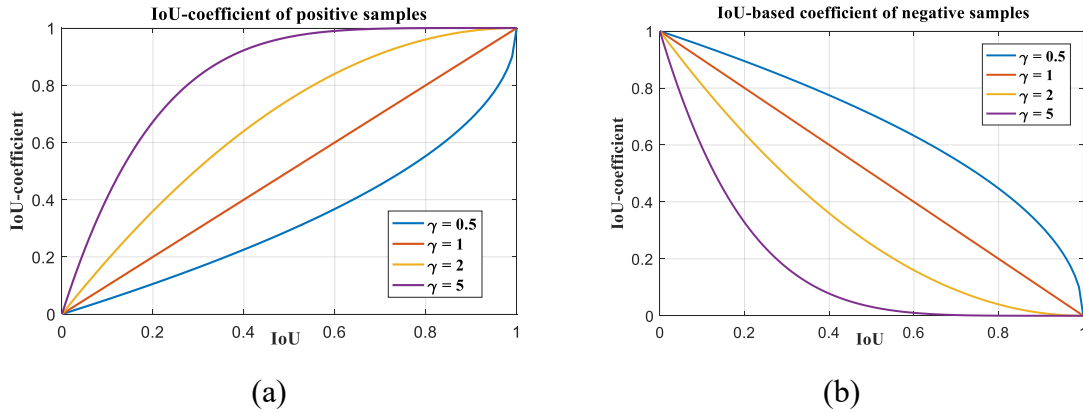 IoU-coefficient of positive samples
IoU-coefficient
1
0.8
0.6
0.4
0.2
0
γ = 0.5
γ = 1
γ = 2
γ = 5
0 0.2 0.4 0.6 0.8 1
IoU
(a)
IoU-based coefficient of negative samples
IoU-coefficient
1
0.8
0.6
0.4
0.2
0
γ = 0.5
γ = 1
γ = 2
γ = 5
0 0.2 0.4 0.6 0.8 1
IoU
(b)